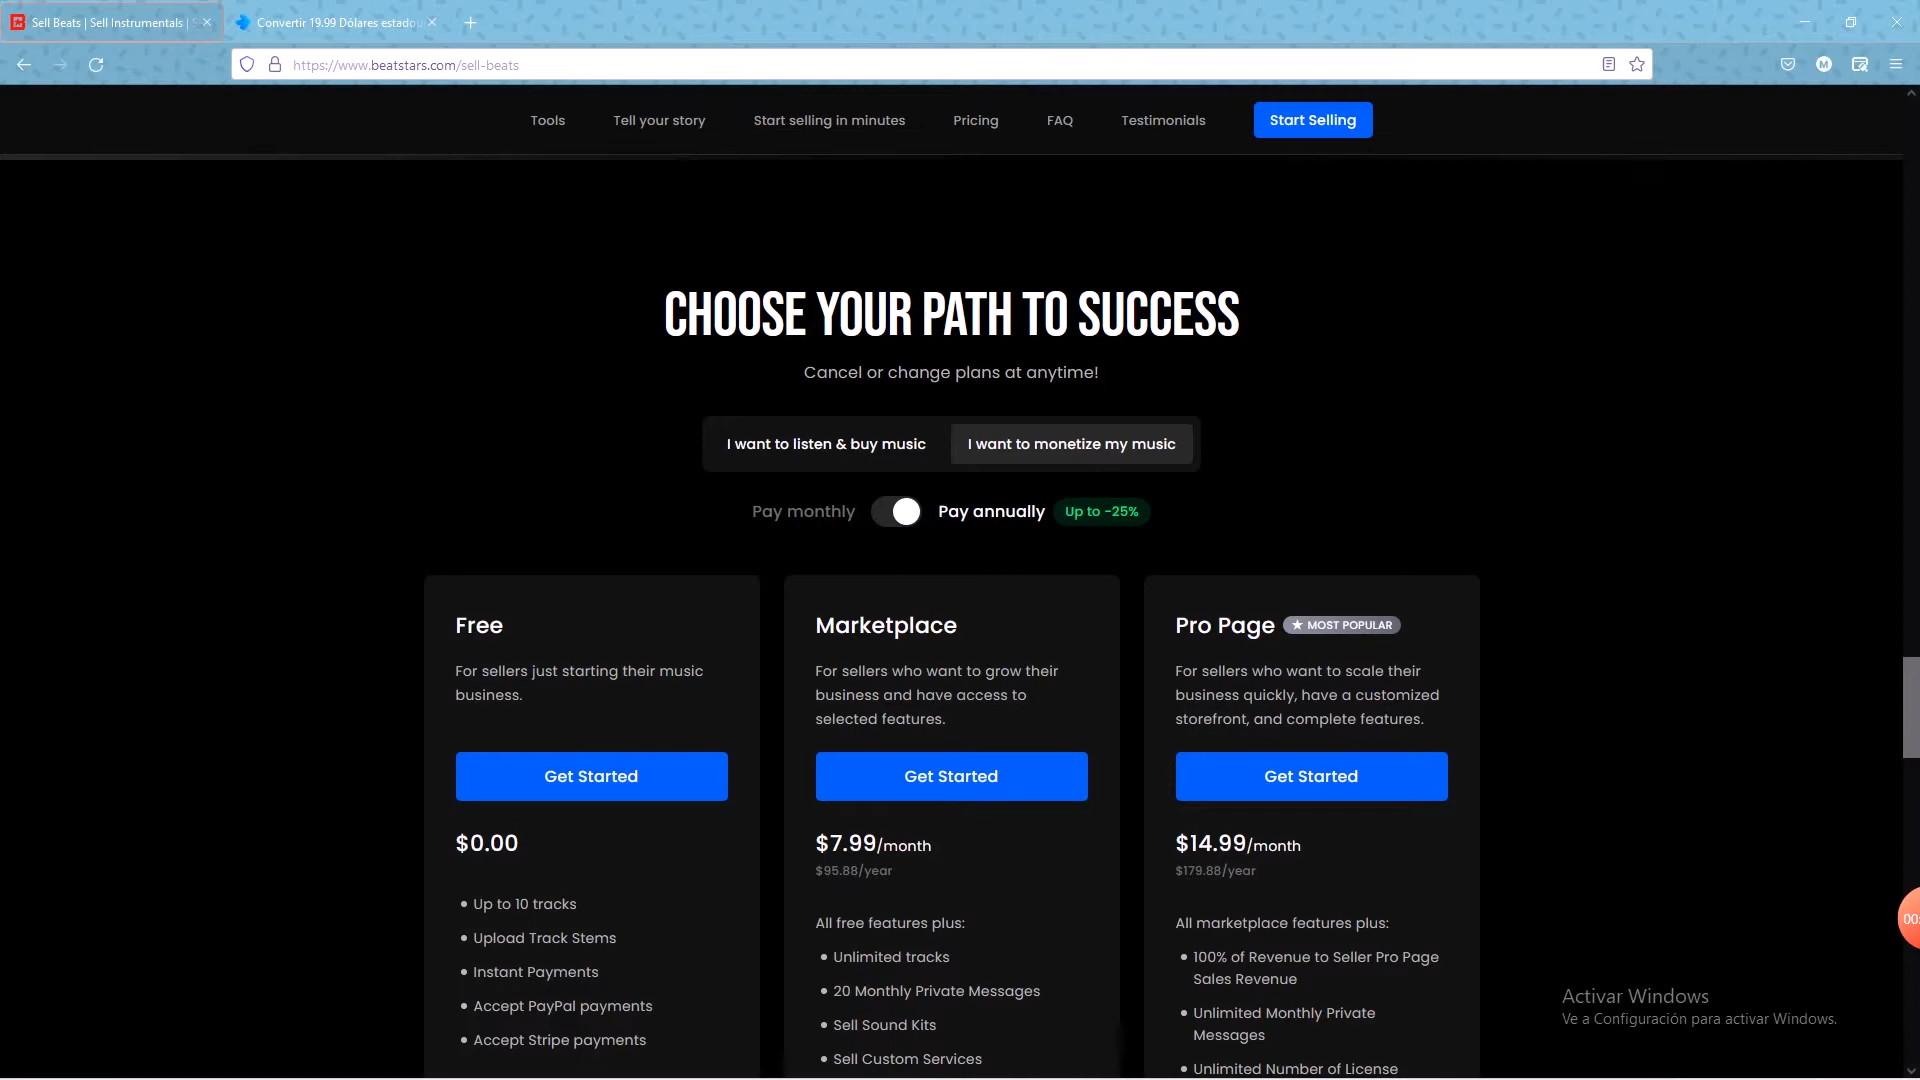 Sell Beats | Sell Instrumentals |
Convertir 19.99 Dólares estadou
https://www.beatstars.com/sell-beats
M
Tools
Tell your story
Start selling in minutes
Pricing
FAQ
Testimonials
Start Selling
CHOOSE YOUR PATH TO SUCCESS
Cancel or change plans at anytime!
I want to listen & buy music
I want to monetize my music
Pay monthly
Pay annually
Up to -25%
Free
For sellers just starting their music
business.
Get Started
$0.00
• Up to 10 tracks
• Upload Track Stems
• Instant Payments
• Accept PayPal payments
• Accept Stripe payments
Marketplace
For sellers who want to grow their
business and have access to
selected features.
Get Started
$7.99/month
$95.88/year
All free features plus:
• Unlimited tracks
• 20 Monthly Private Messages
• Sell Sound Kits
• Sell Custom Services
Pro Page ★ MOST POPULAR
For sellers who want to scale their
business quickly, have a customized
storefront, and complete features.
Get Started
$14.99/month
$179.88/year
All marketplace features plus:
• 100% of Revenue to Seller Pro Page
Sales Revenue
• Unlimited Monthly Private
Messages
• Unlimited Number of License
00:
Activar Windows
Ve a Configuración para activar Windows.